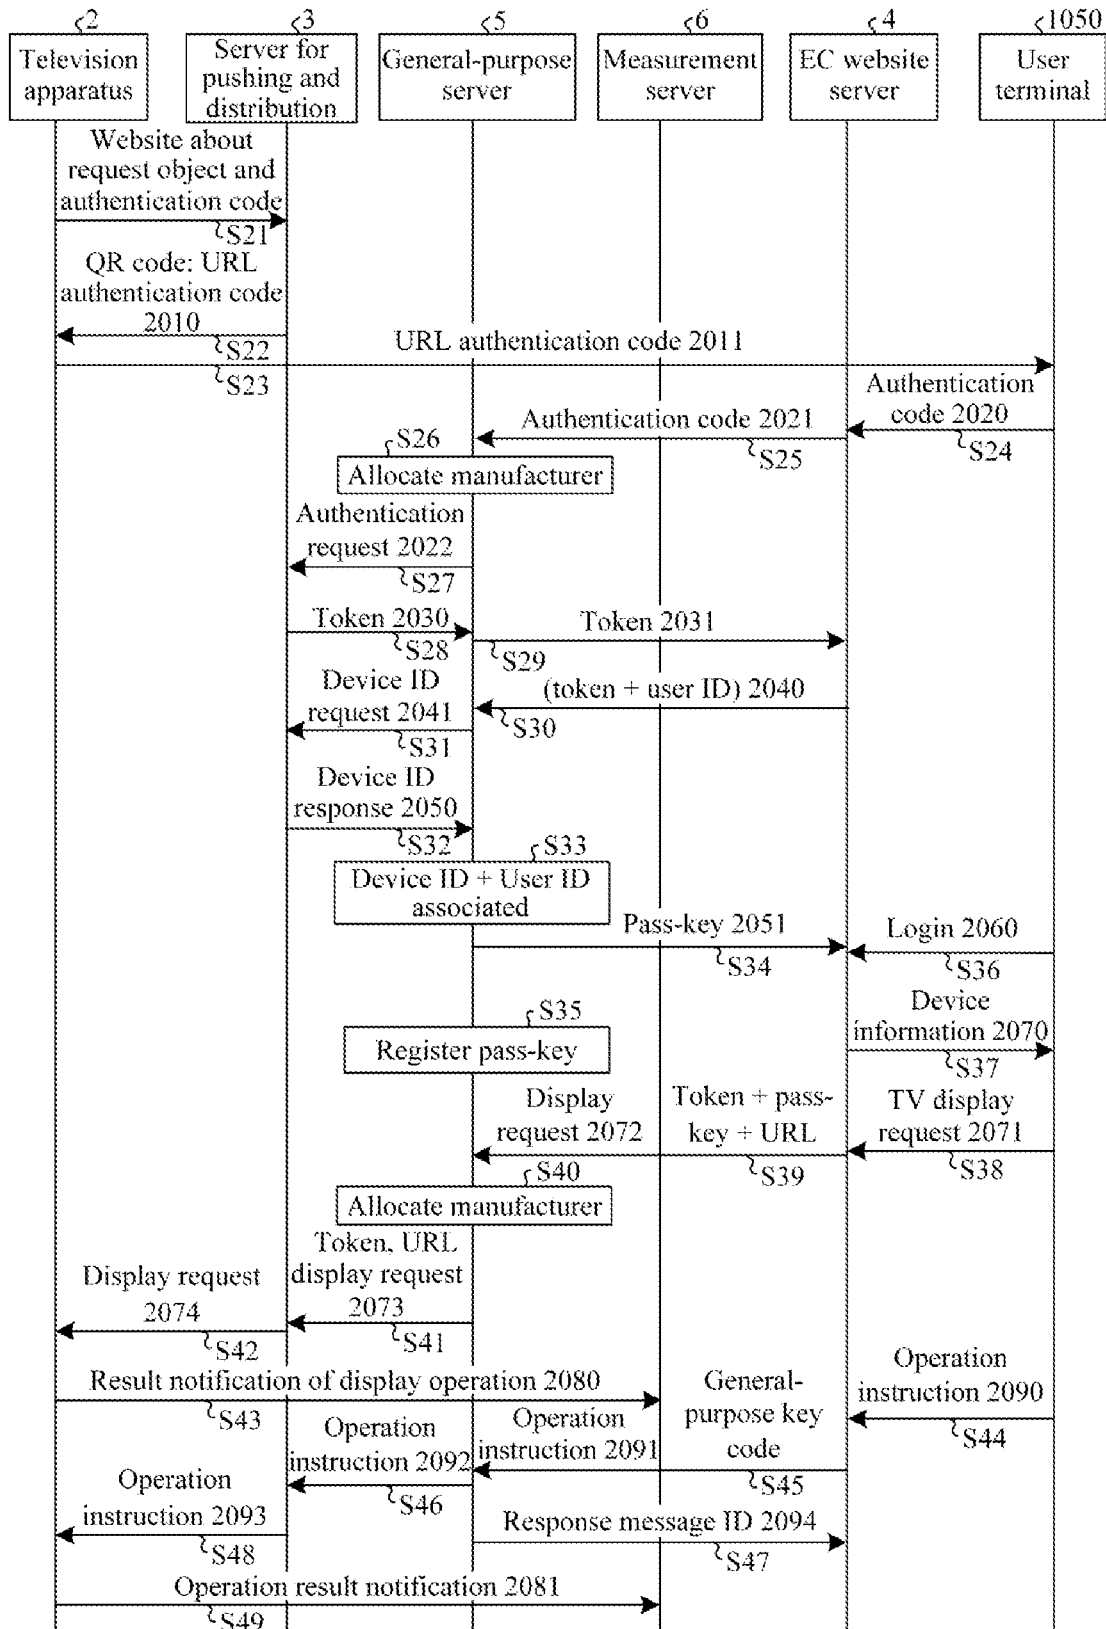 2
3
5
6
4
1050
Television
apparatus
Server for
pushing and
distribution
General-purpose
server
Measurement
server
EC website
server
User
terminal
Website about
request object and
authentication code
S21
QR code: URL
authentication code
2010
S22
URL authentication code 2011
S23
Authentication
code 2020
S24
Authentication code 2021
S25
S26
Allocate manufacturer
Authentication
request 2022
S27
Token 2030
S28
Token 2031
S29
(token + user ID) 2040
S30
Device ID
request 2041
S31
Device ID
response 2050
S32
S33
Device ID + User ID
associated
Pass-key 2051
S34
Login 2060
S36
S35
Register pass-key
Device
information 2070
S37
TV display
request 2071
S38
Display
request 2072
Token + pass-
key + URL
S39
S40
Allocate manufacturer
Token, URL
display request
2073
S41
Display request
2074
S42
Result notification of display operation 2080
S43
Operation
instruction 2090
S44
General-
purpose key
code
Operation
instruction 2091
S45
Operation
instruction 2092
S46
Operation
instruction 2093
S48
Response message ID 2094
S47
Operation result notification 2081
S49